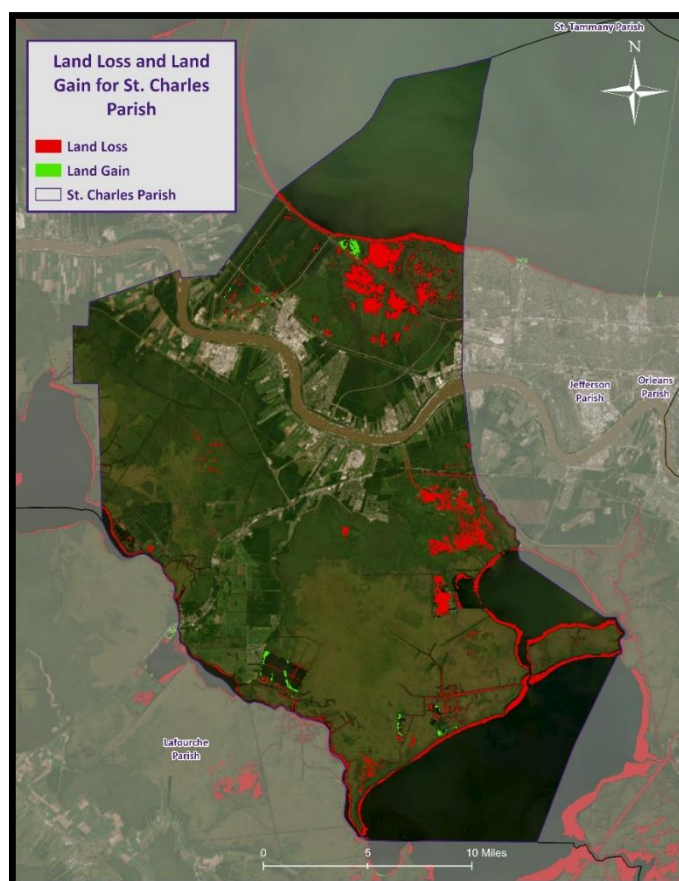 Land Loss and Land
Gain for St. Charles
Parish
Land Loss
Land Gain
St. Charles Parish
St. Tammany Parish
N
Jefferson
Parish
Orleans
Parish
Lafourche
Parish
0 5 10 Miles